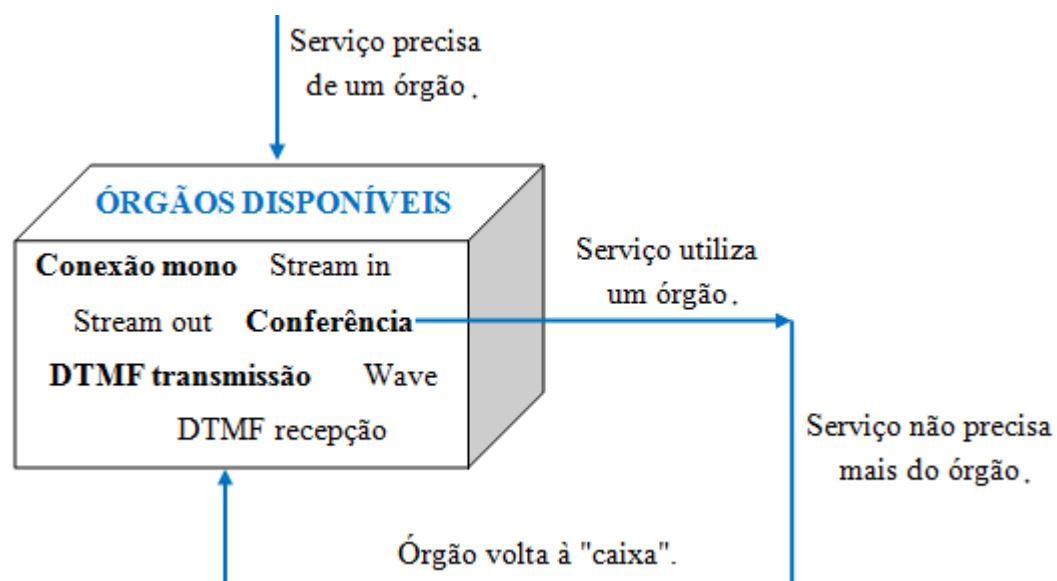 Serviço precisa
de um órgão.
ÓRGÃOS DISPONÍVEIS
Conexão mono Stream in
Stream out Conferência
DTMF transmissão Wave
DTMF recepção
Serviço utiliza
um órgão.
Serviço não precisa
mais do órgão.
Órgão volta à "caixa".